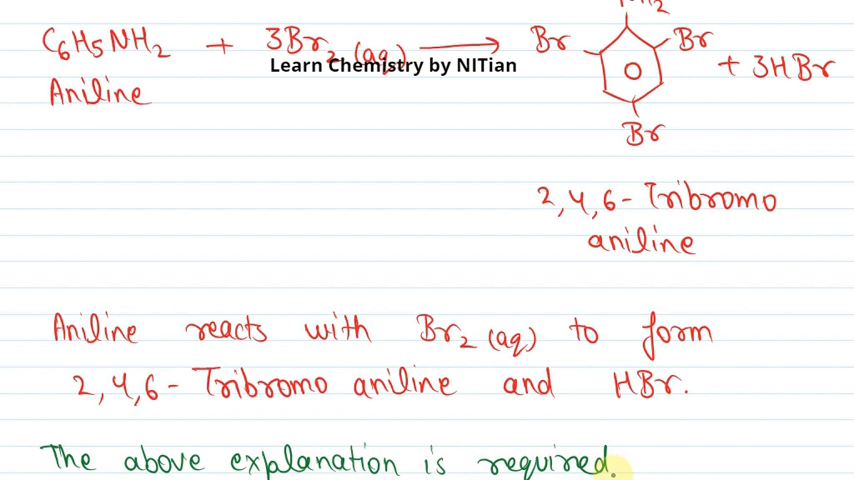 NH2
C6H5NH2 + 3Br2 (aq) ⟶ Br Br + 3HBr
Learn Chemistry by NITian
Aniline
Br
2,4,6- Tribromo
aniline
Aniline reacts with Br2 (aq) to form
2,4,6- Tribromo aniline and HBr.
The above explanation is required.